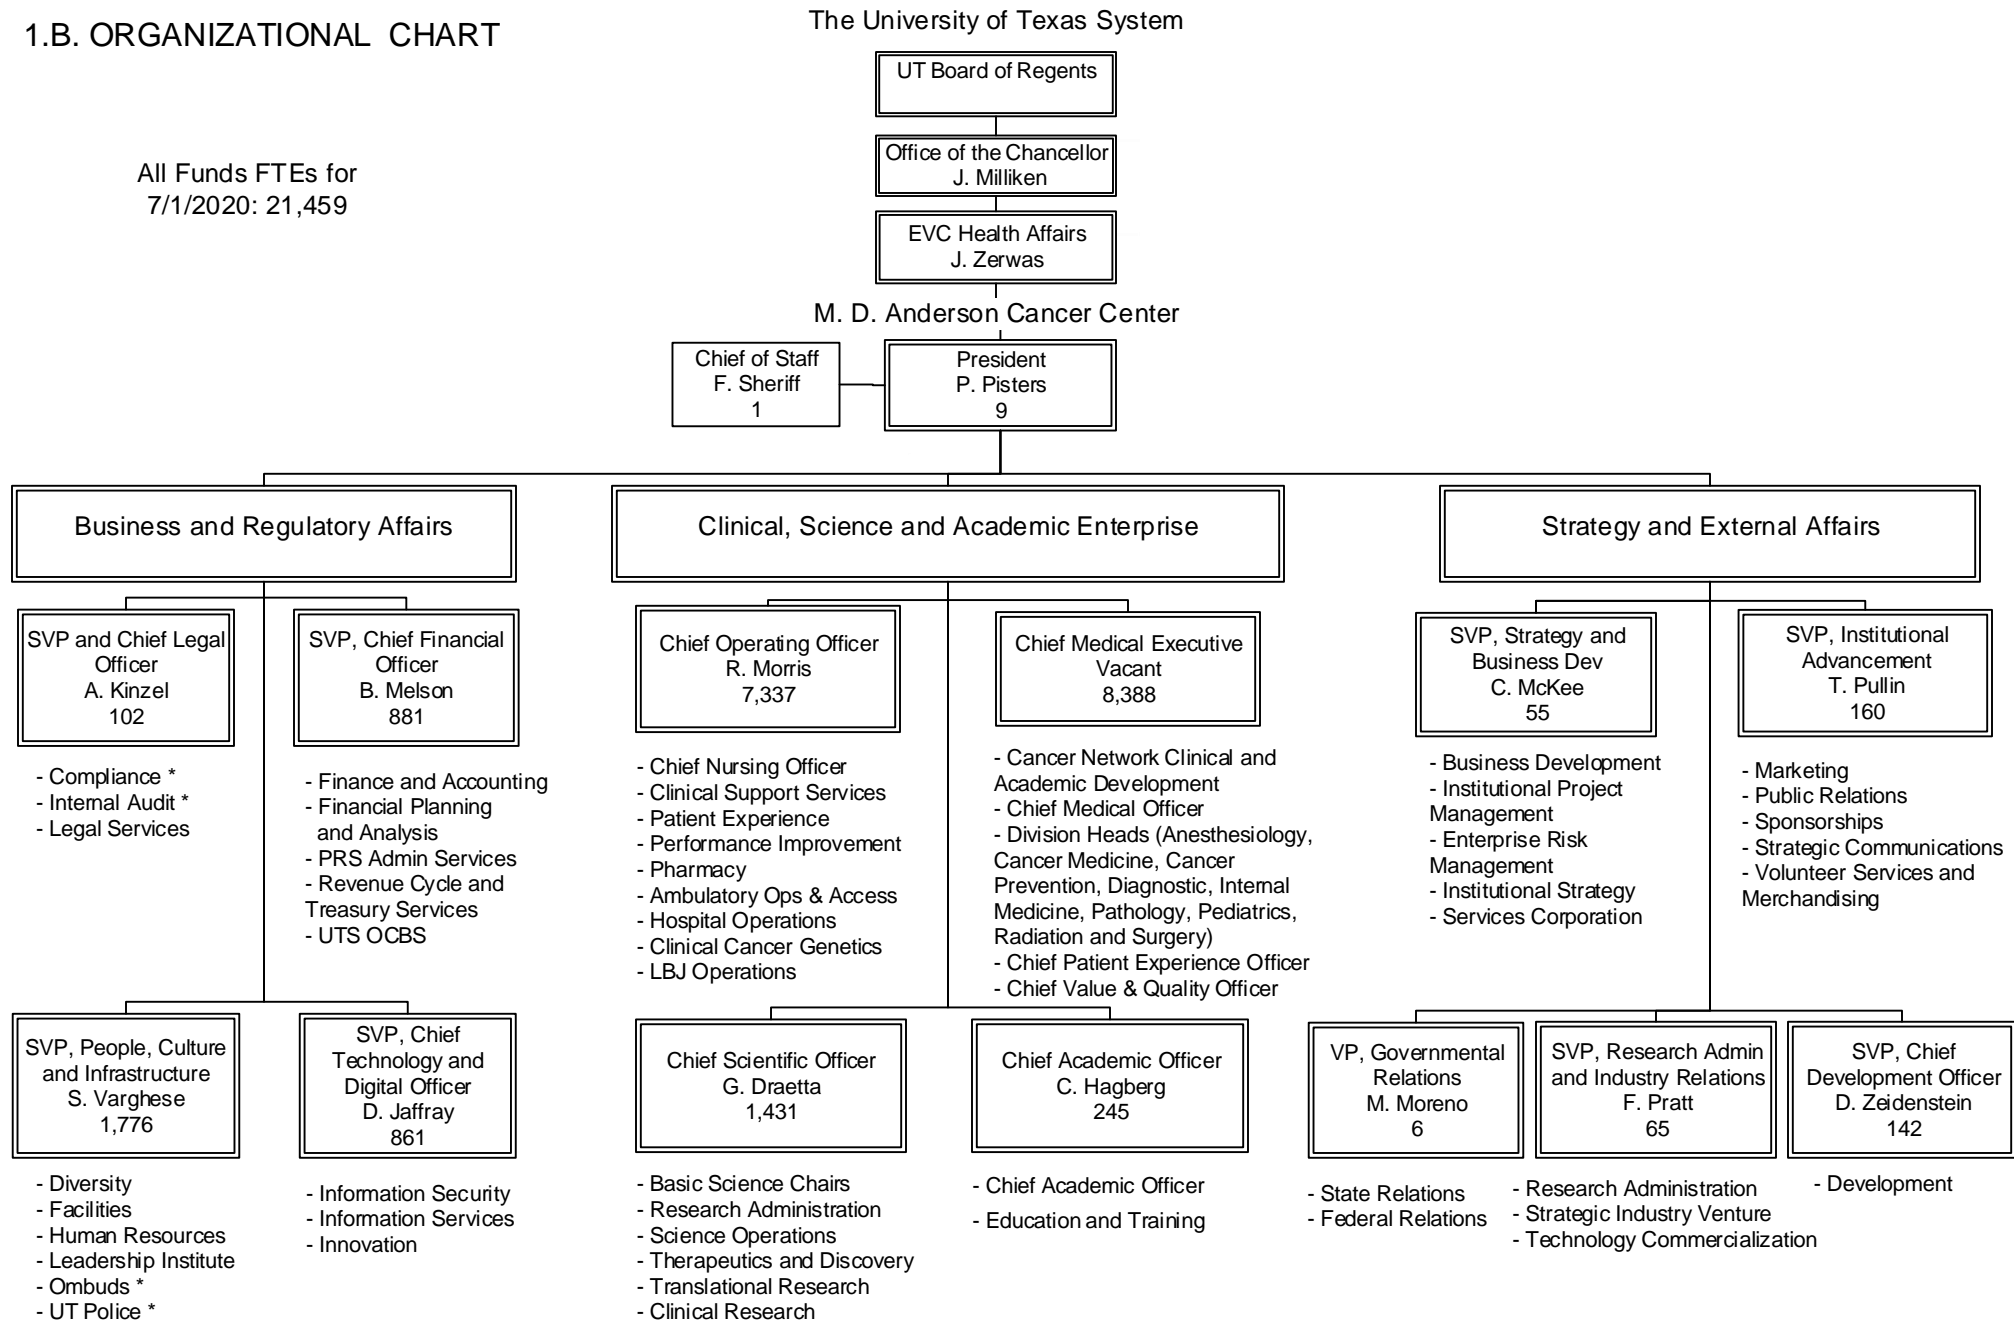 1.B. ORGANIZATIONAL CHART
The University of Texas System
UT Board of Regents
All Funds FTEs for
7/1/2020: 21,459
Office of the Chancellor
J. Milliken
EVC Health Affairs
J. Zerwas
M. D. Anderson Cancer Center
Chief of Staff
F. Sheriff
1
President
P. Pisters
9
Business and Regulatory Affairs
Clinical, Science and Academic Enterprise
Strategy and External Affairs
SVP and Chief Legal
Officer
A. Kinzel
102
- Compliance *
- Internal Audit *
- Legal Services
SVP, Chief Financial
Officer
B. Melson
881
- Finance and Accounting
- Financial Planning
and Analysis
- PRS Admin Services
- Revenue Cycle and
Treasury Services
- UTS OCBS
Chief Operating Officer
R. Morris
7,337
- Chief Nursing Officer
- Clinical Support Services
- Patient Experience
- Performance Improvement
- Pharmacy
- Ambulatory Ops & Access
- Hospital Operations
- Clinical Cancer Genetics
- LBJ Operations
Chief Medical Executive
Vacant
8,388
- Cancer Network Clinical and
Academic Development
- Chief Medical Officer
- Division Heads (Anesthesiology,
Cancer Medicine, Cancer
Prevention, Diagnostic, Internal
Medicine, Pathology, Pediatrics,
Radiation and Surgery)
- Chief Patient Experience Officer
- Chief Value & Quality Officer
SVP, Strategy and
Business Dev
C. McKee
55
- Business Development
- Institutional Project
Management
- Enterprise Risk
Management
- Institutional Strategy
- Services Corporation
SVP, Institutional
Advancement
T. Pullin
160
- Marketing
- Public Relations
- Sponsorships
- Strategic Communications
- Volunteer Services and
Merchandising
SVP, People, Culture
and Infrastructure
S. Varghese
1,776
- Diversity
- Facilities
- Human Resources
- Leadership Institute
- Ombuds *
- UT Police *
SVP, Chief
Technology and
Digital Officer
D. Jaffray
861
- Information Security
- Information Services
- Innovation
Chief Scientific Officer
G. Draetta
1,431
- Basic Science Chairs
- Research Administration
- Science Operations
- Therapeutics and Discovery
- Translational Research
- Clinical Research
Chief Academic Officer
C. Hagberg
245
- Chief Academic Officer
- Education and Training
VP, Governmental
Relations
M. Moreno
6
- State Relations
- Federal Relations
SVP, Research Admin
and Industry Relations
F. Pratt
65
- Research Administration
- Strategic Industry Venture
- Technology Commercialization
SVP, Chief
Development Officer
D. Zeidenstein
142
- Development